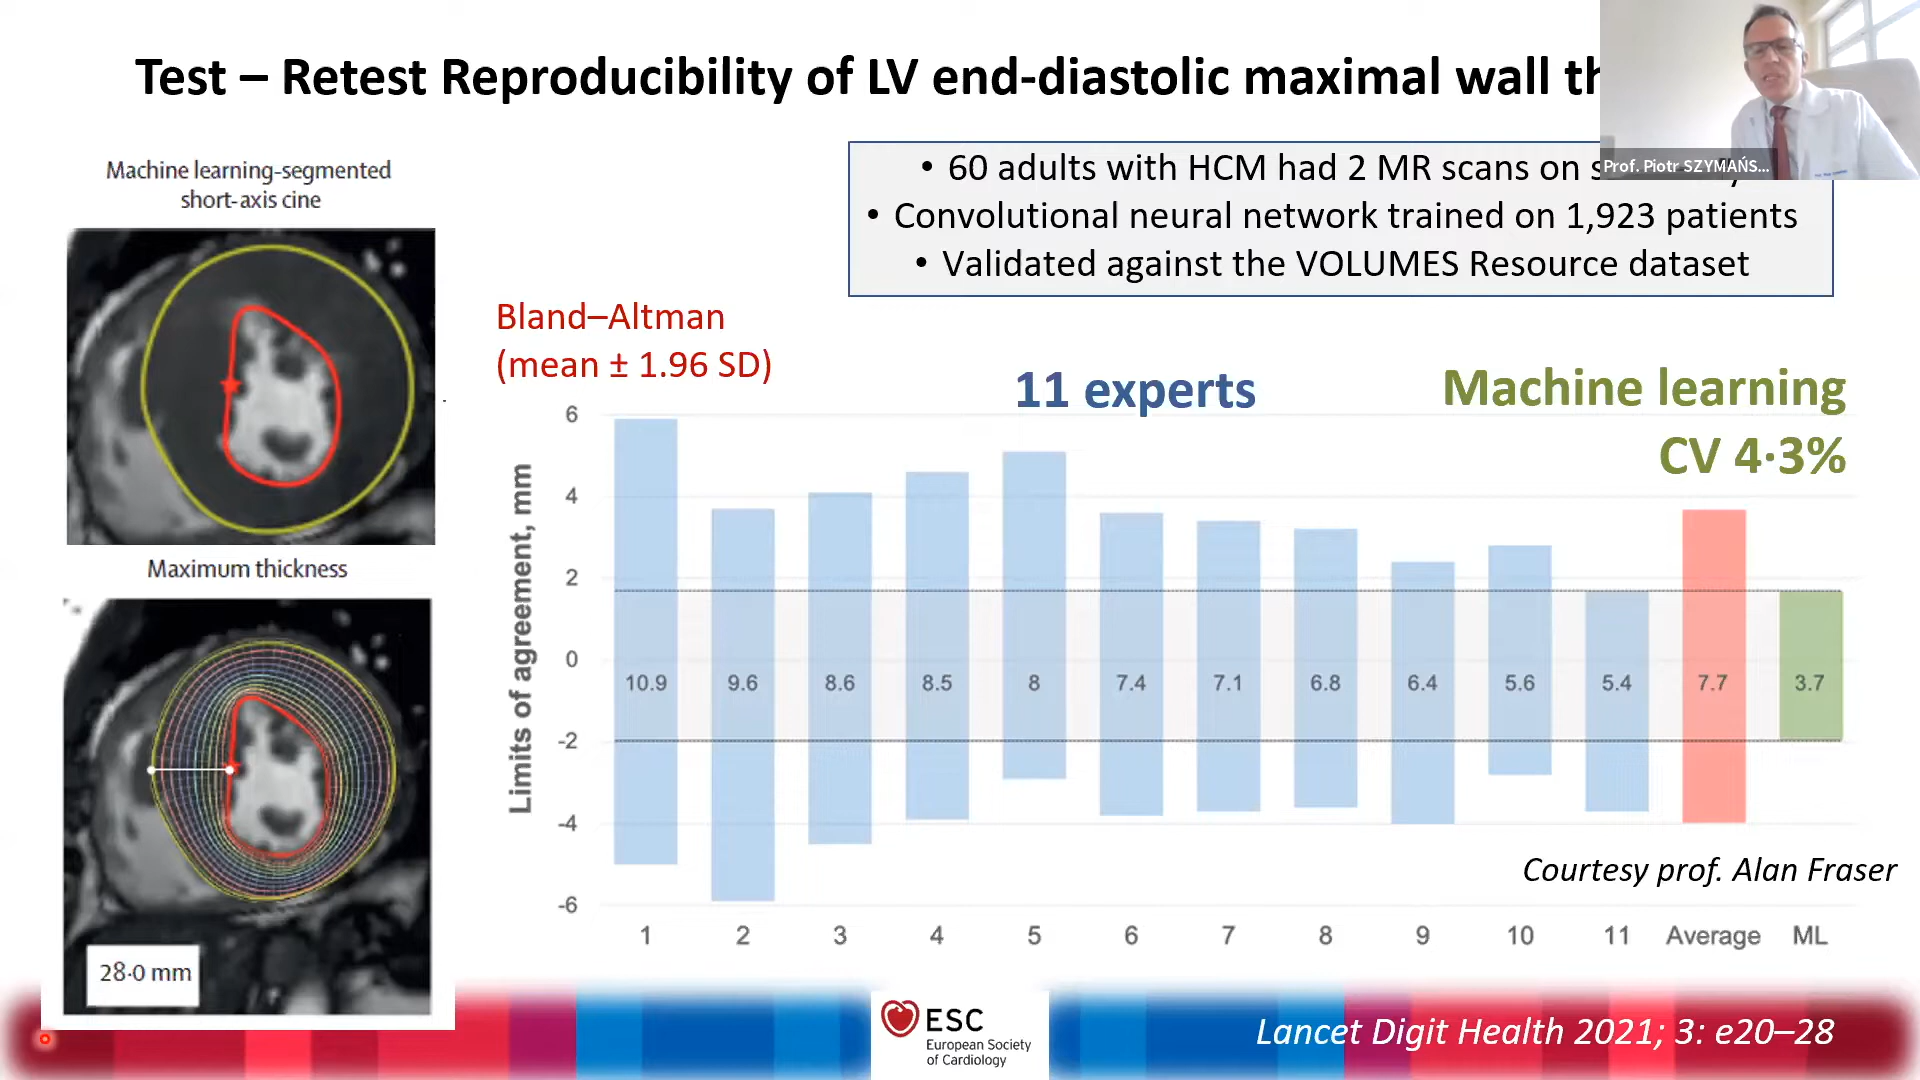 Test – Retest Reproducibility of LV end-diastolic maximal wall
Prof. Piotr SZYMAŃS...
Machine learning-segmented
short-axis cine
• 60 adults with HCM had 2 MR scans on
• Convolutional neural network trained on 1,923 patients
• Validated against the VOLUMES Resource dataset
Bland–Altman
(mean ± 1.96 SD)
11 experts
Machine learning
CV 4·3%
Maximum thickness
28·0 mm
Limits of agreement, mm
6
4
2
0
-2
-4
-6
10.9 9.6 8.6 8.5 8 7.4 7.1 6.8 6.4 5.6 5.4 7.7 3.7
1 2 3 4 5 6 7 8 9 10 11 Average ML
Courtesy prof. Alan Fraser
ESC
European Society
of Cardiology
Lancet Digit Health 2021; 3: e20–28